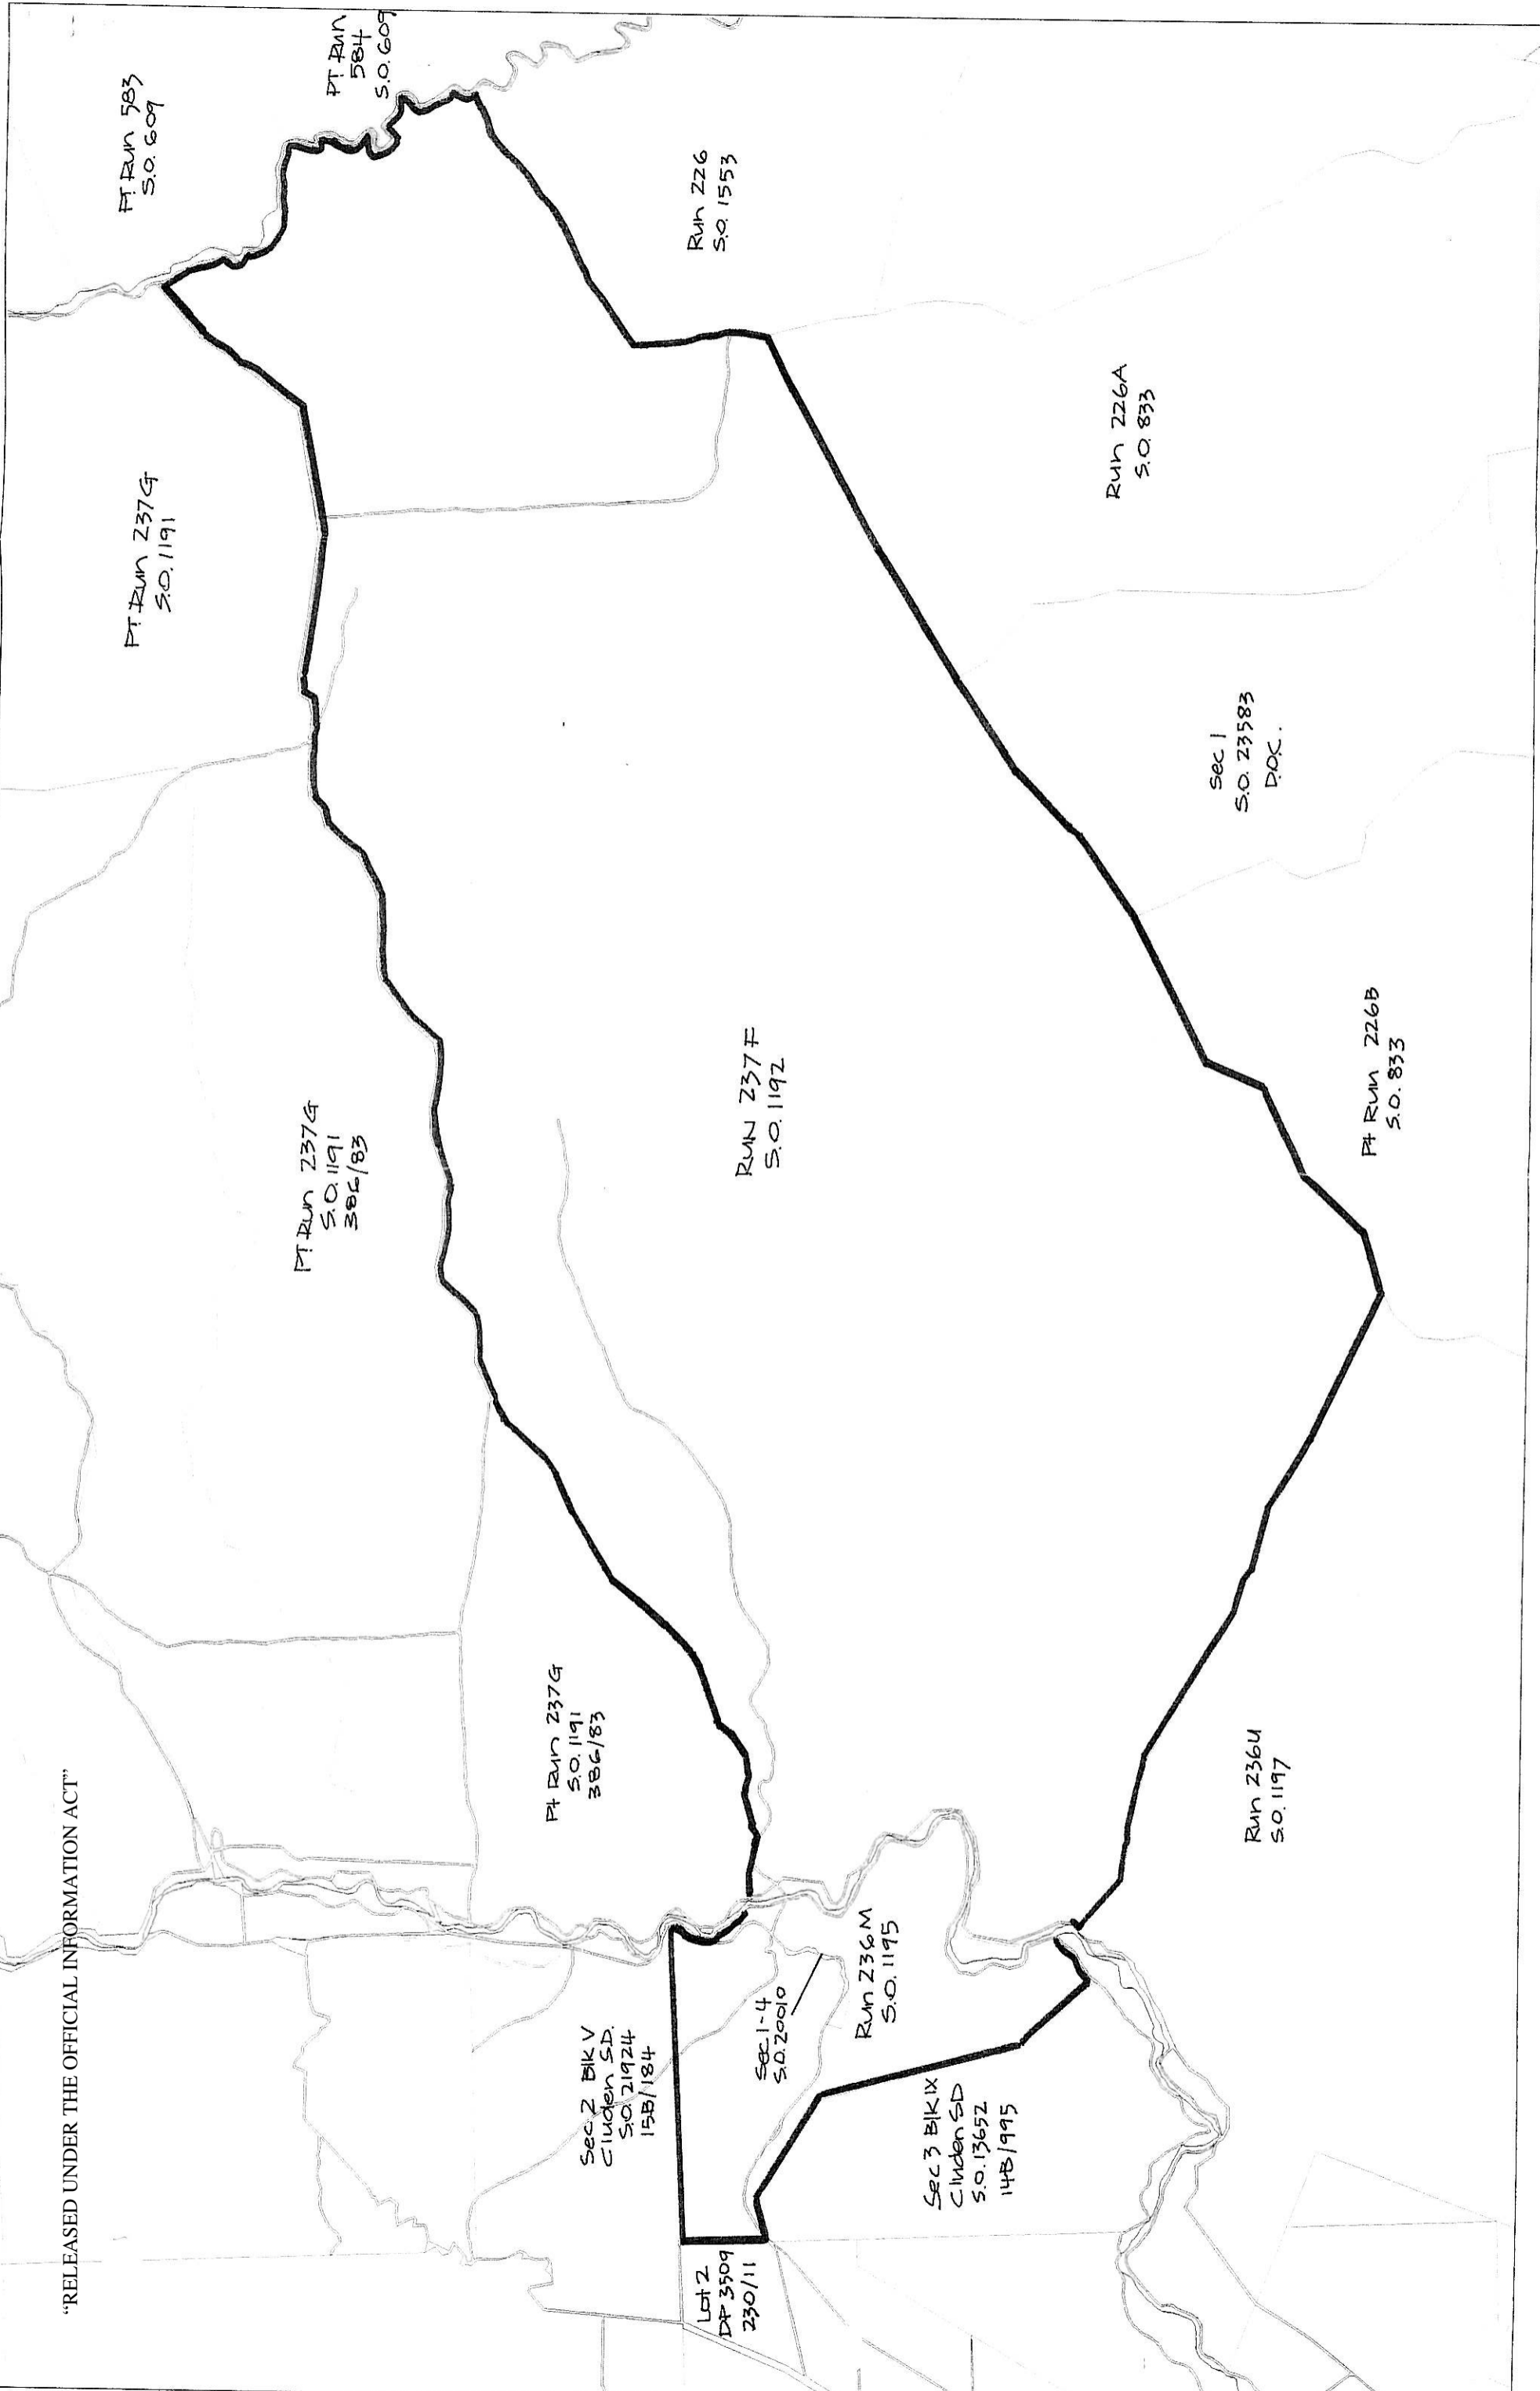 "RELEASED UNDER THE OFFICIAL INFORMATION ACT"
PT Run 583
S.O. 609
PT Run
584
S.O. 609
PT Run 237G
S.O. 1191
Run 226
S.O. 1553
Run 226A
S.O. 833
Sec 1
S.O. 23583
D.O.C.
PT Run 237G
S.O. 1191
386/83
RUN 237F
S.O. 1192
Pt Run 226B
S.O. 833
Pt Run 237G
S.O. 1191
386/83
Run 236U
S.O. 1197
Sec 2 Blk V
Cluden S.D.
S.O. 21924
15B/184
Sec 1-4
S.O. 20010
Run 236M
S.O. 1195
Sec 3 Blk IX
Cluden SD
S.O. 13652
14B/995
Lot 2
DP 3509
230/11